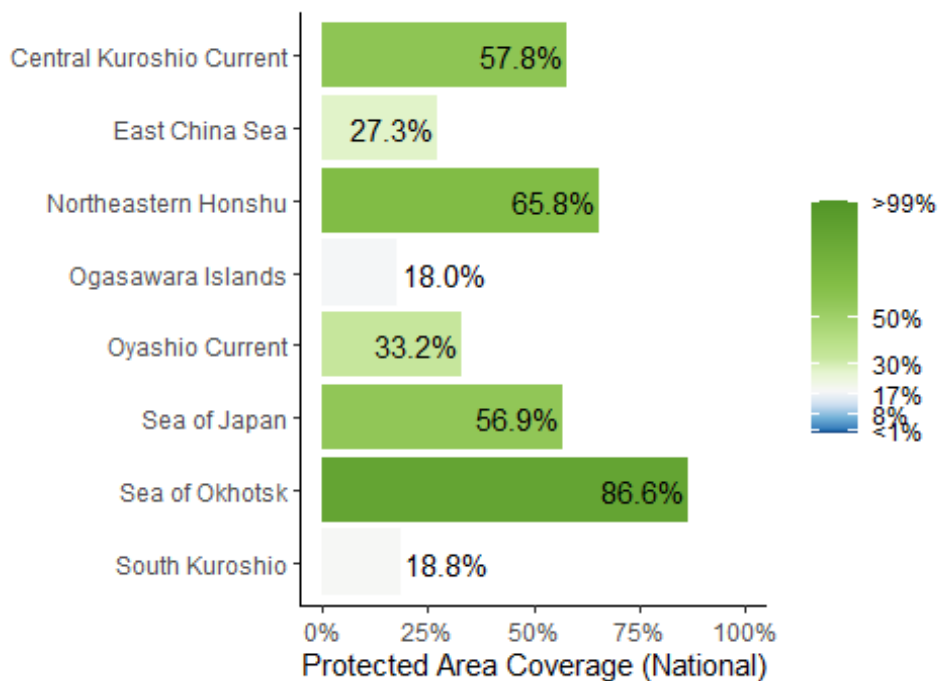 Central Kuroshio Current 57.8%
East China Sea 27.3%
Northeastern Honshu 65.8%
Ogasawara Islands 18.0%
Oyashio Current 33.2%
Sea of Japan 56.9%
Sea of Okhotsk 86.6%
South Kuroshio 18.8%
0% 25% 50% 75% 100%
Protected Area Coverage (National)
>99%
50%
30%
17%
8%
<1%